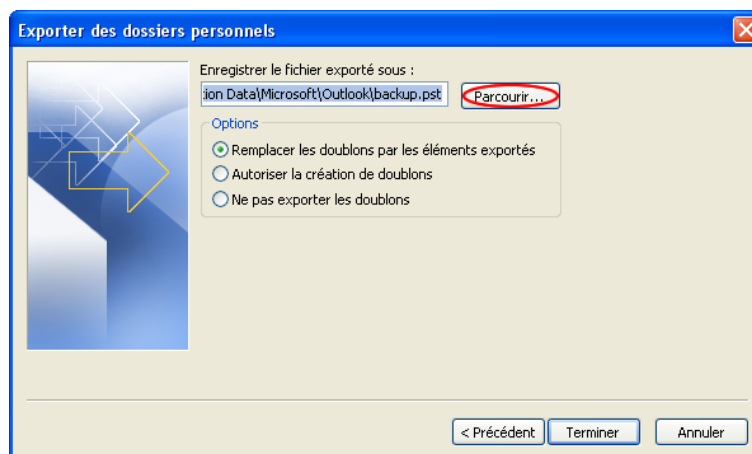 Exporter des dossiers personnels
Enregistrer le fichier exporté sous :
:ion Data\Microsoft\Outlook\backup.pst
Parcourir...
Options
Remplacer les doublons par les éléments exportés
Autoriser la création de doublons
Ne pas exporter les doublons
< Précédent Terminer Annuler